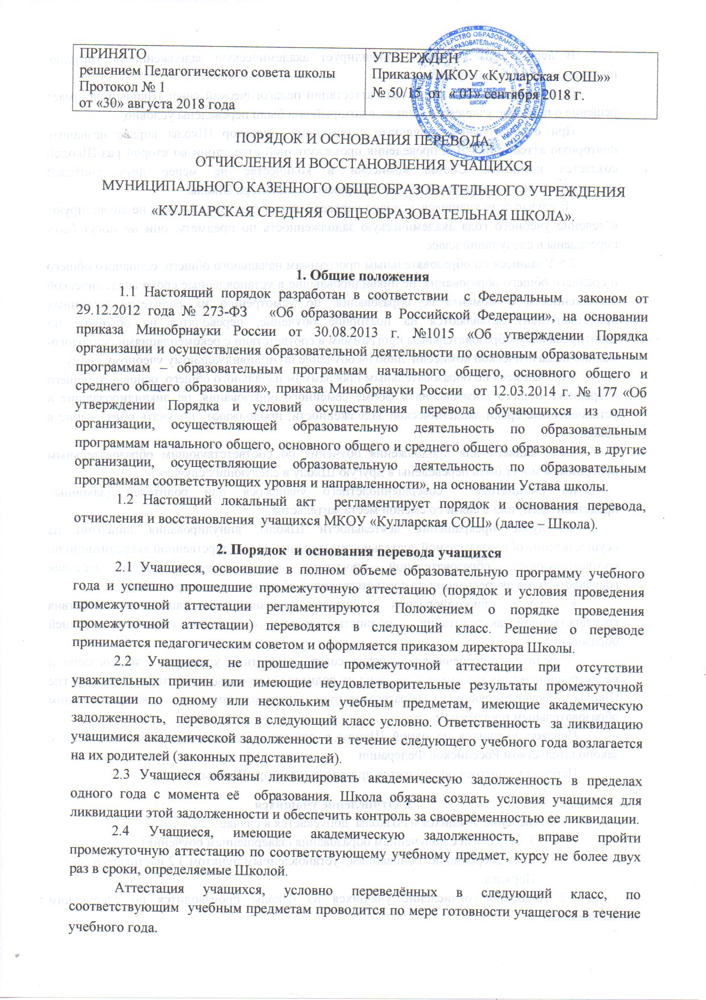 ПРИНЯТО
решением Педагогического совета школы
Протокол № 1
от «30» августа 2018 года
УТВЕРЖДЕН
Приказом МКОУ «Кулларская СОШ»»
№ 50/15 от « 01» сентября 2018 г.
МКОУ
"КУЛЛАРСКАЯ СРЕДНЯЯ
ОБЩЕОБРАЗОВАТЕЛЬНАЯ
ШКОЛА"
ПОРЯДОК И ОСНОВАНИЯ ПЕРЕВОДА,
ОТЧИСЛЕНИЯ И ВОССТАНОВЛЕНИЯ УЧАЩИХСЯ
МУНИЦИПАЛЬНОГО КАЗЕННОГО ОБЩЕОБРАЗОВАТЕЛЬНОГО УЧРЕЖДЕНИЯ
«КУЛЛАРСКАЯ СРЕДНЯЯ ОБЩЕОБРАЗОВАТЕЛЬНАЯ ШКОЛА».
1. Общие положения
1.1 Настоящий порядок разработан в соответствии с Федеральным законом от
29.12.2012 года № 273-ФЗ «Об образовании в Российской Федерации», на основании
приказа Минобрнауки России от 30.08.2013 г. №1015 «Об утверждении Порядка
организации и осуществления образовательной деятельности по основным образовательным
программам – образовательным программам начального общего, основного общего и
среднего общего образования», приказа Минобрнауки России от 12.03.2014 г. № 177 «Об
утверждении Порядка и условий осуществления перевода обучающихся из одной
организации, осуществляющей образовательную деятельность по образовательным
программам начального общего, основного общего и среднего общего образования, в другие
организации, осуществляющие образовательную деятельность по образовательным
программам соответствующих уровня и направленности», на основании Устава школы.
1.2 Настоящий локальный акт регламентирует порядок основания перевода,
отчисления и восстановления учащихся МКОУ «Кулларская СОШ» (далее – Школа).
2. Порядок и основания перевода учащихся
2.1 Учащиеся, освоившие в полном объеме образовательную программу учебного
года и успешно прошедшие промежуточную аттестацию (порядок и условия проведения
промежуточной аттестации регламентируются Положением о порядке проведения
промежуточной аттестации) переводятся в следующий класс. Решение о переводе
принимается педагогическим советом и оформляется приказом директора Школы.
2.2 Учащиеся, не прошедшие промежуточной аттестации при отсутствии
уважительных причин или имеющие неудовлетворительные результаты промежуточной
аттестации по одному или нескольким учебным предметам, имеющие академическую
задолженность, переводятся в следующий класс условно. Ответственность за ликвидацию
учащимися академической задолженности в течение следующего учебного года возлагается
на их родителей (законных представителей).
2.3 Учащиеся обязаны ликвидировать академическую задолженность в пределах
одного года с момента её образования. Школа обязана создать условия учащимся для
ликвидации этой задолженности и обеспечить контроль за своевременностью ее ликвидации.
2.4 Учащиеся, имеющие академическую задолженность, вправе пройти
промежуточную аттестацию по соответствующему учебному предмет, курсу не более двух
раз в сроки, определяемые Школой.
Аттестация учащихся, условно переведённых в следующий класс, по
соответствующим учебным предметам проводится по мере готовности учащегося в течение
учебного года.